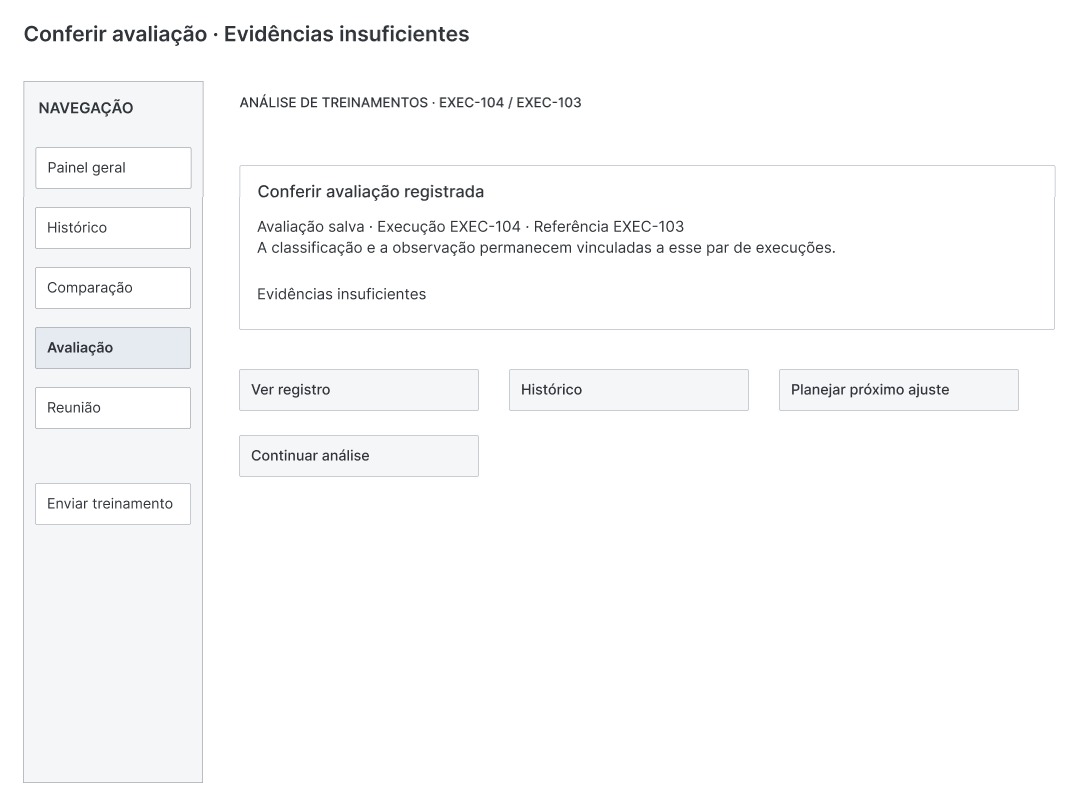 Conferir avaliação · Evidências insuficientes
NAVEGAÇÃO
Painel geral
Histórico
Comparação
Avaliação
Reunião
Enviar treinamento
ANÁLISE DE TREINAMENTOS · EXEC-104 / EXEC-103
Conferir avaliação registrada
Avaliação salva · Execução EXEC-104 · Referência EXEC-103
A classificação e a observação permanecem vinculadas a esse par de execuções.
Evidências insuficientes
Ver registro
Histórico
Planejar próximo ajuste
Continuar análise